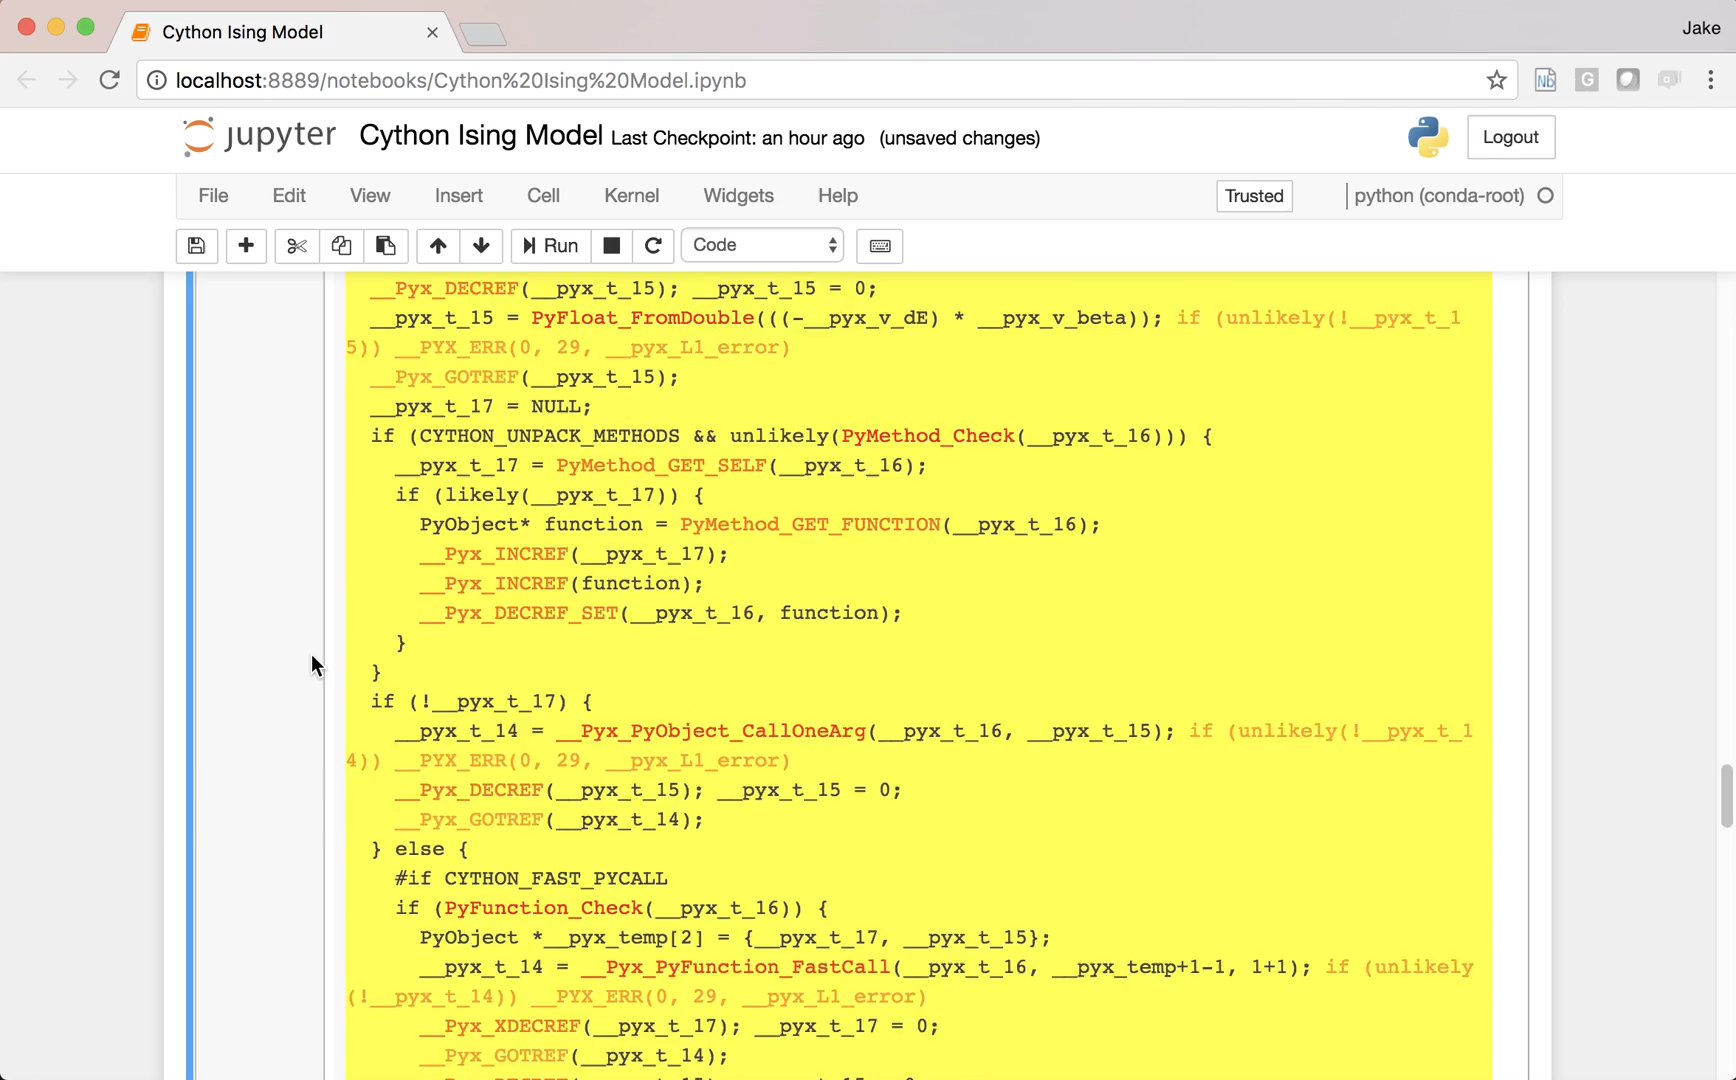 Cython Ising Model
Jake
localhost:8889/notebooks/Cython%20Ising%20Model.ipynb
jupyter Cython Ising Model Last Checkpoint: an hour ago (unsaved changes)
Logout
File Edit View Insert Cell Kernel Widgets Help Trusted python (conda-root)
Run Code
__Pyx_DECREF(__pyx_t_15); __pyx_t_15 = 0;
__pyx_t_15 = PyFloat_FromDouble(((-__pyx_v_dE) * __pyx_v_beta)); if (unlikely(!__pyx_t_1
5)) __PYX_ERR(0, 29, __pyx_L1_error)
__Pyx_GOTREF(__pyx_t_15);
__pyx_t_17 = NULL;
if (CYTHON_UNPACK_METHODS && unlikely(PyMethod_Check(__pyx_t_16))) {
__pyx_t_17 = PyMethod_GET_SELF(__pyx_t_16);
if (likely(__pyx_t_17)) {
PyObject* function = PyMethod_GET_FUNCTION(__pyx_t_16);
__Pyx_INCREF(__pyx_t_17);
__Pyx_INCREF(function);
__Pyx_DECREF_SET(__pyx_t_16, function);
}
}
if (!__pyx_t_17) {
__pyx_t_14 = __Pyx_PyObject_CallOneArg(__pyx_t_16, __pyx_t_15); if (unlikely(!__pyx_t_1
4)) __PYX_ERR(0, 29, __pyx_L1_error)
__Pyx_DECREF(__pyx_t_15); __pyx_t_15 = 0;
__Pyx_GOTREF(__pyx_t_14);
} else {
#if CYTHON_FAST_PYCALL
if (PyFunction_Check(__pyx_t_16)) {
PyObject *__pyx_temp[2] = {__pyx_t_17, __pyx_t_15};
__pyx_t_14 = __Pyx_PyFunction_FastCall(__pyx_t_16, __pyx_temp+1-1, 1+1); if (unlikely
(!__pyx_t_14)) __PYX_ERR(0, 29, __pyx_L1_error)
__Pyx_XDECREF(__pyx_t_17); __pyx_t_17 = 0;
__Pyx_GOTREF(__pyx_t_14);